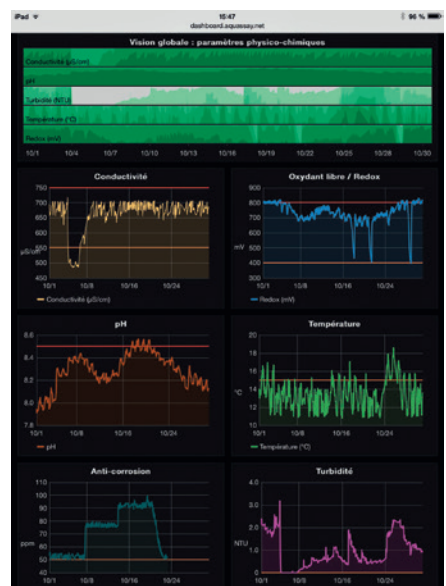 iPad 15:47 96 %
dashboard.aquassay.net
Vision globale : paramètres physico-chimiques
Conductivité (µS/cm)
pH
Turbidité (NTU)
Température (°C)
Redox (mV)
10/1 10/4 10/7 10/10 10/13 10/16 10/19 10/22 10/25 10/28 10/30
Conductivité Oxydant libre / Redox
750 900
700 800
650 700
600 600
µS/cm mV
550 500
500 400
450 300
10/1 10/8 10/16 10/24 10/1 10/8 10/16 10/24
Conductivité (µS/cm) Redox (mV)
pH Température
8.6 20
18
8.4 16
°C
8.2 14
8.0 12
7.8 10
10/1 10/8 10/16 10/24 10/1 10/8 10/16 10/24
pH Température (°C)
Anti-corrosion Turbidité
110 4.0
100
90 3.0
80
70 2.0
ppm NTU
60 1.0
50
40 0
10/1 10/8 10/16 10/24 10/1 10/8 10/16 10/24